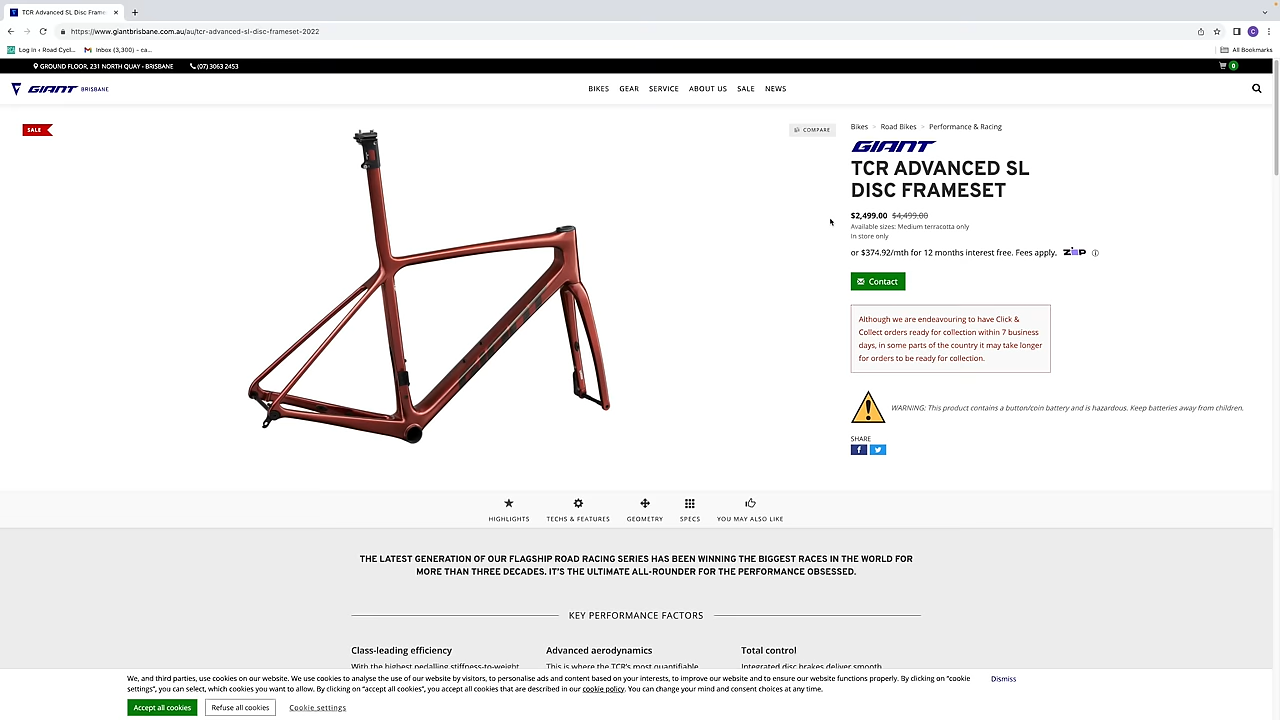 TCR Advanced SL Disc Frame
https://www.giantbrisbane.com.au/au/tcr-advanced-sl-disc-frameset-2022
C
Log In ‹ Road Cycl...
Inbox (3,300) - ca...
All Bookmarks
GROUND FLOOR, 231 NORTH QUAY - BRISBANE
(07) 3063 2453
0
GIANT BRISBANE
BIKES
GEAR
SERVICE
ABOUT US
SALE
NEWS
SALE
COMPARE
Bikes
Road Bikes
Performance & Racing
GIANT
TCR ADVANCED SL
DISC FRAMESET
$2,499.00 $4,499.00
Available sizes: Medium terracotta only
In store only
or $374.92/mth for 12 months interest free. Fees apply. ZIP
Contact
Although we are endeavouring to have Click &
Collect orders ready for collection within 7 business
days, in some parts of the country it may take longer
for orders to be ready for collection.
WARNING: This product contains a button/coin battery and is hazardous. Keep batteries away from children.
SHARE
HIGHLIGHTS
TECHS & FEATURES
GEOMETRY
SPECS
YOU MAY ALSO LIKE
THE LATEST GENERATION OF OUR FLAGSHIP ROAD RACING SERIES HAS BEEN WINNING THE BIGGEST RACES IN THE WORLD FOR
MORE THAN THREE DECADES. IT'S THE ULTIMATE ALL-ROUNDER FOR THE PERFORMANCE OBSESSED.
KEY PERFORMANCE FACTORS
Class-leading efficiency
With the highest pedalling stiffness-to-weight
Advanced aerodynamics
This is where the TCR's most quantifiable
Total control
Integrated disc brakes deliver smooth
We, and third parties, use cookies on our website. We use cookies to analyse the use of our website by visitors, to personalise ads and content based on your interests, to improve our website and to ensure our website functions properly. By clicking on "cookie
settings", you can select, which cookies you want to allow. By clicking on "accept all cookies", you accept all cookies that are described in our cookie policy. You can change your mind and consent choices at any time.
Dismiss
Accept all cookies
Refuse all cookies
Cookie settings